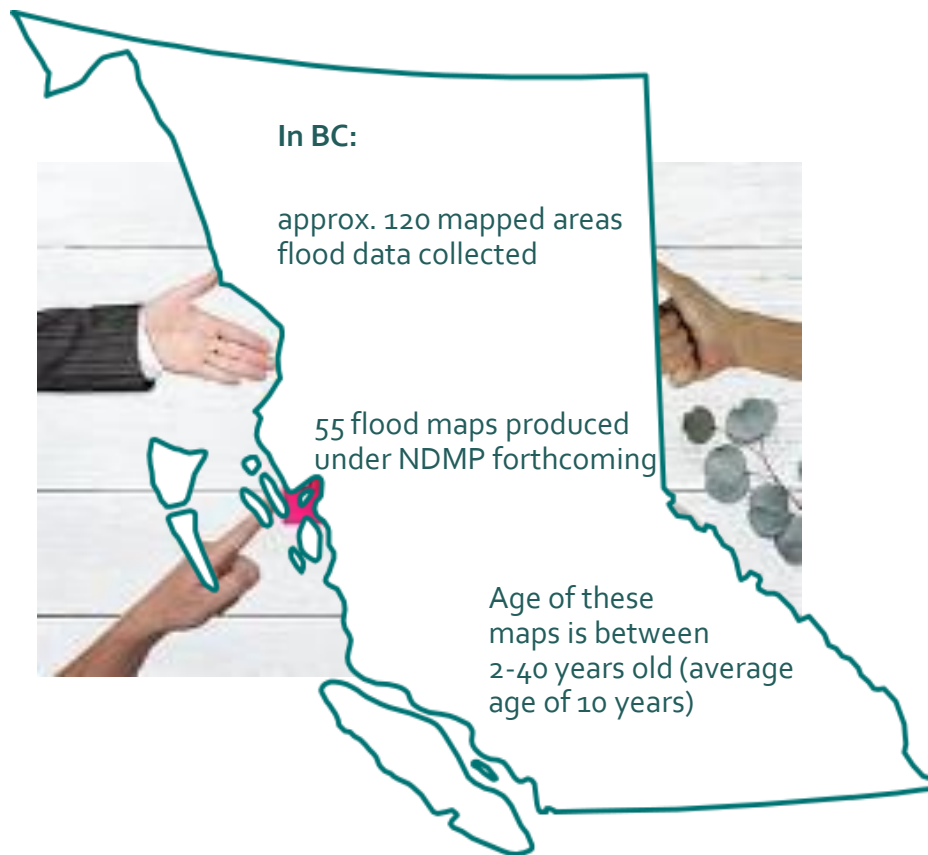 In BC:
approx. 120 mapped areas
flood data collected
55 flood maps produced
under NDMP forthcoming
Age of these
maps is between
2-40 years old (average
age of 10 years)